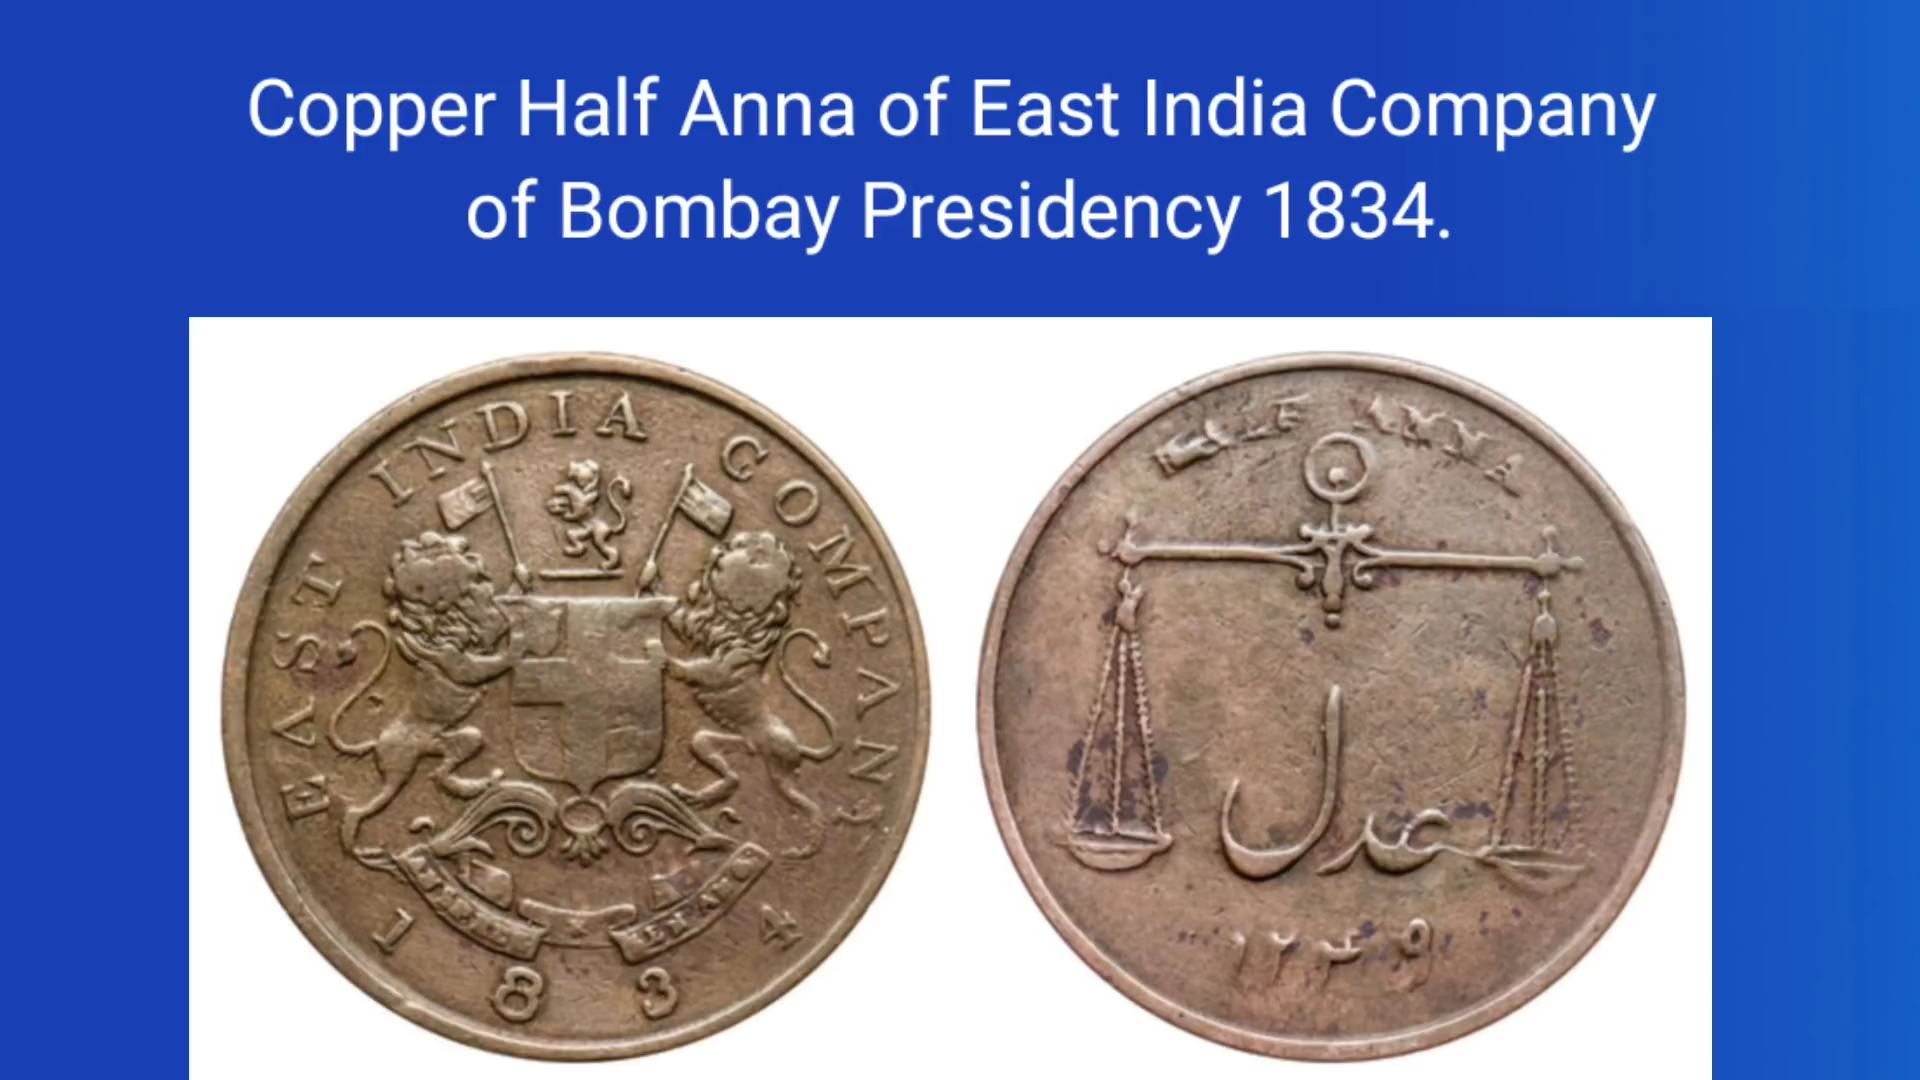 Copper Half Anna of East India Company
of Bombay Presidency 1834.
EAST INDIA COMPANY
1834
HALF ANNA
عدل
١٢٤٩